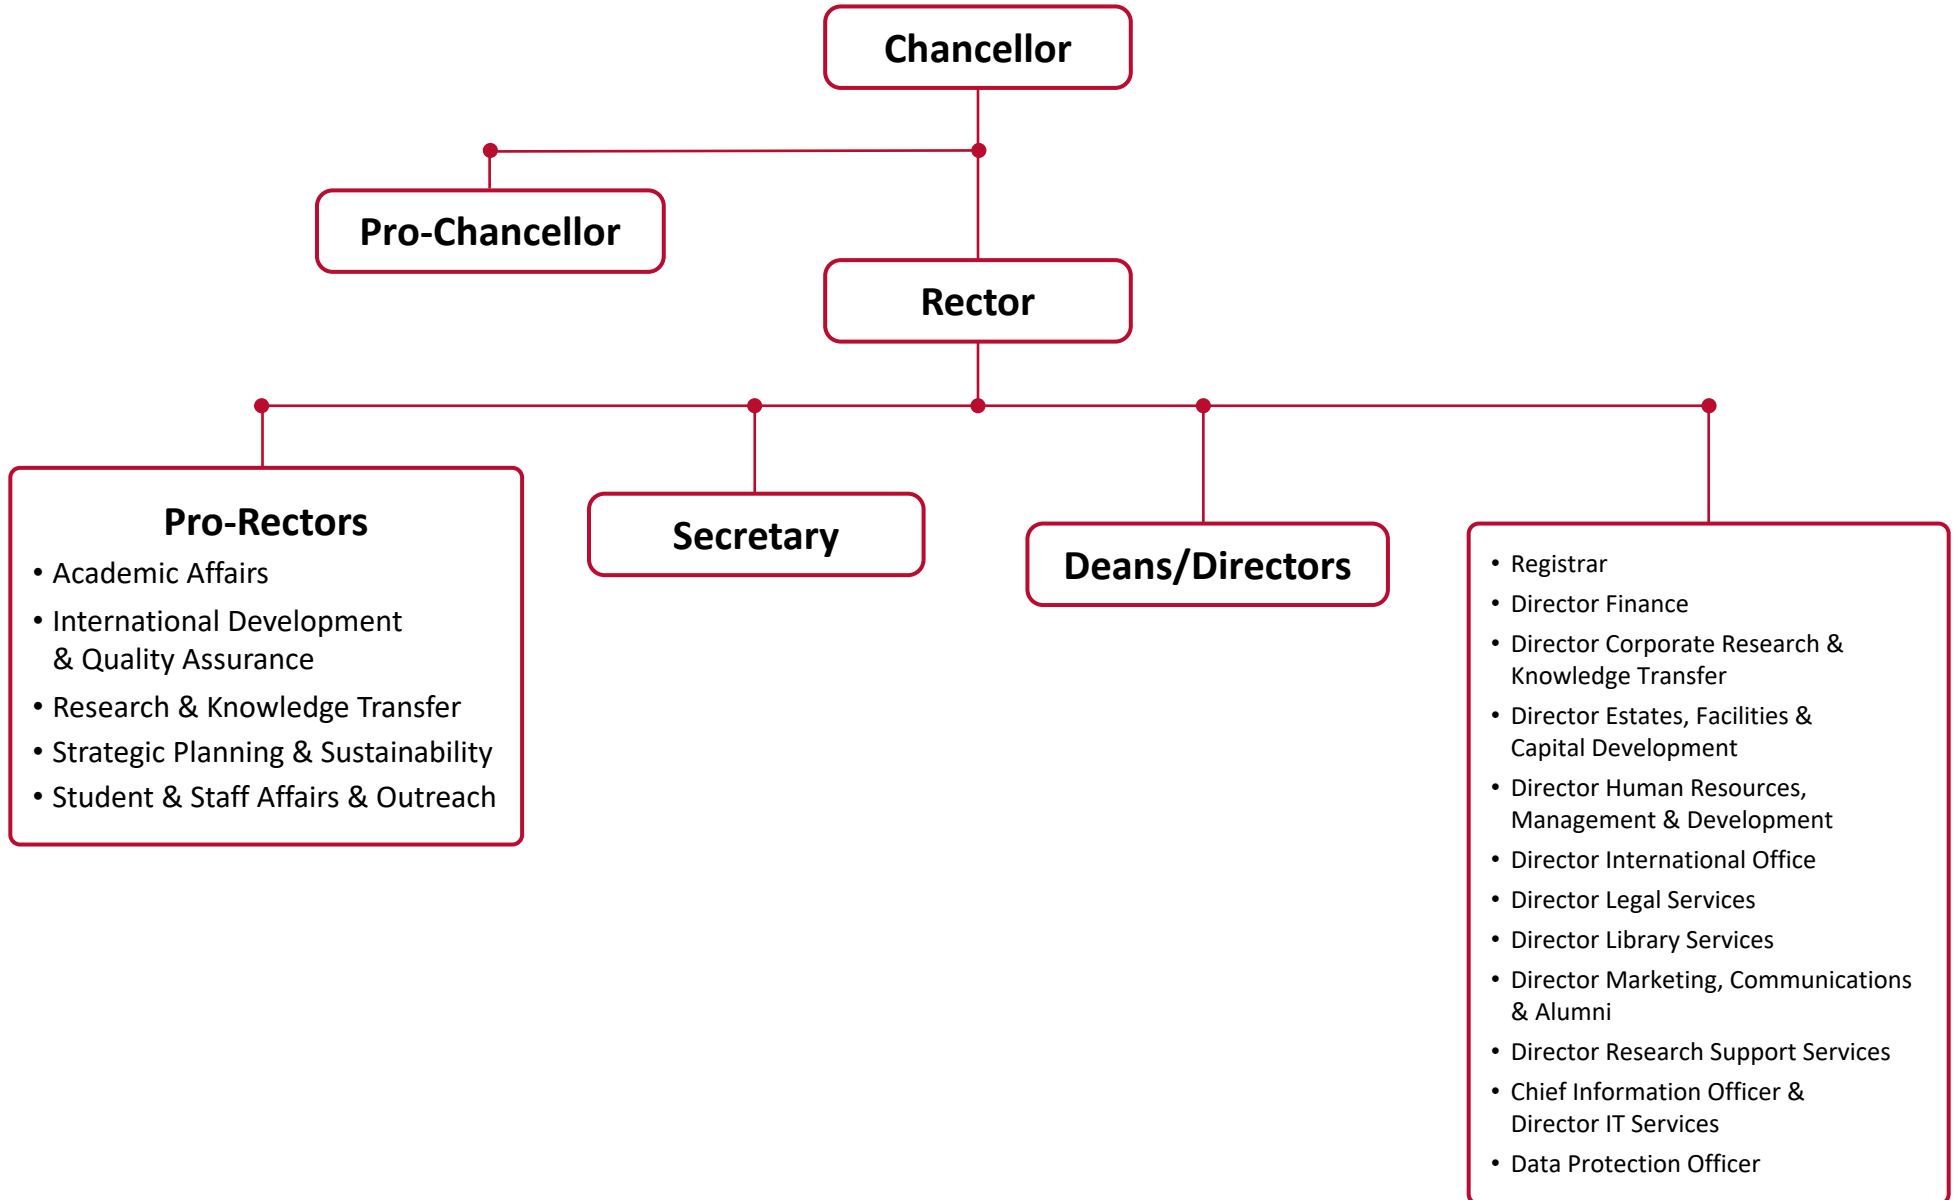 Chancellor
Pro-Chancellor
Rector
Pro-Rectors
• Academic Affairs
• International Development
& Quality Assurance
• Research & Knowledge Transfer
• Strategic Planning & Sustainability
• Student & Staff Affairs & Outreach
Secretary
Deans/Directors
• Registrar
• Director Finance
• Director Corporate Research &
Knowledge Transfer
• Director Estates, Facilities &
Capital Development
• Director Human Resources,
Management & Development
• Director International Office
• Director Legal Services
• Director Library Services
• Director Marketing, Communications
& Alumni
• Director Research Support Services
• Chief Information Officer &
Director IT Services
• Data Protection Officer